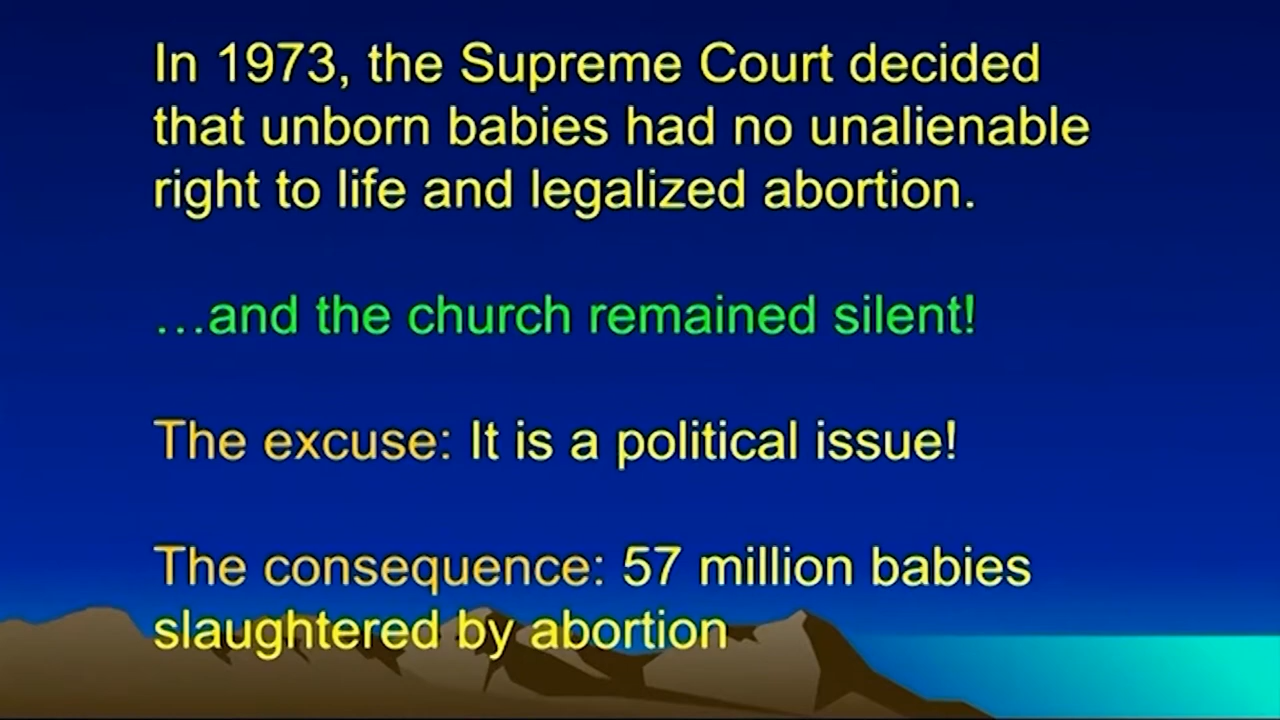 In 1973, the Supreme Court decided
that unborn babies had no unalienable
right to life and legalized abortion.
…and the church remained silent!
The excuse: It is a political issue!
The consequence: 57 million babies
slaughtered by abortion